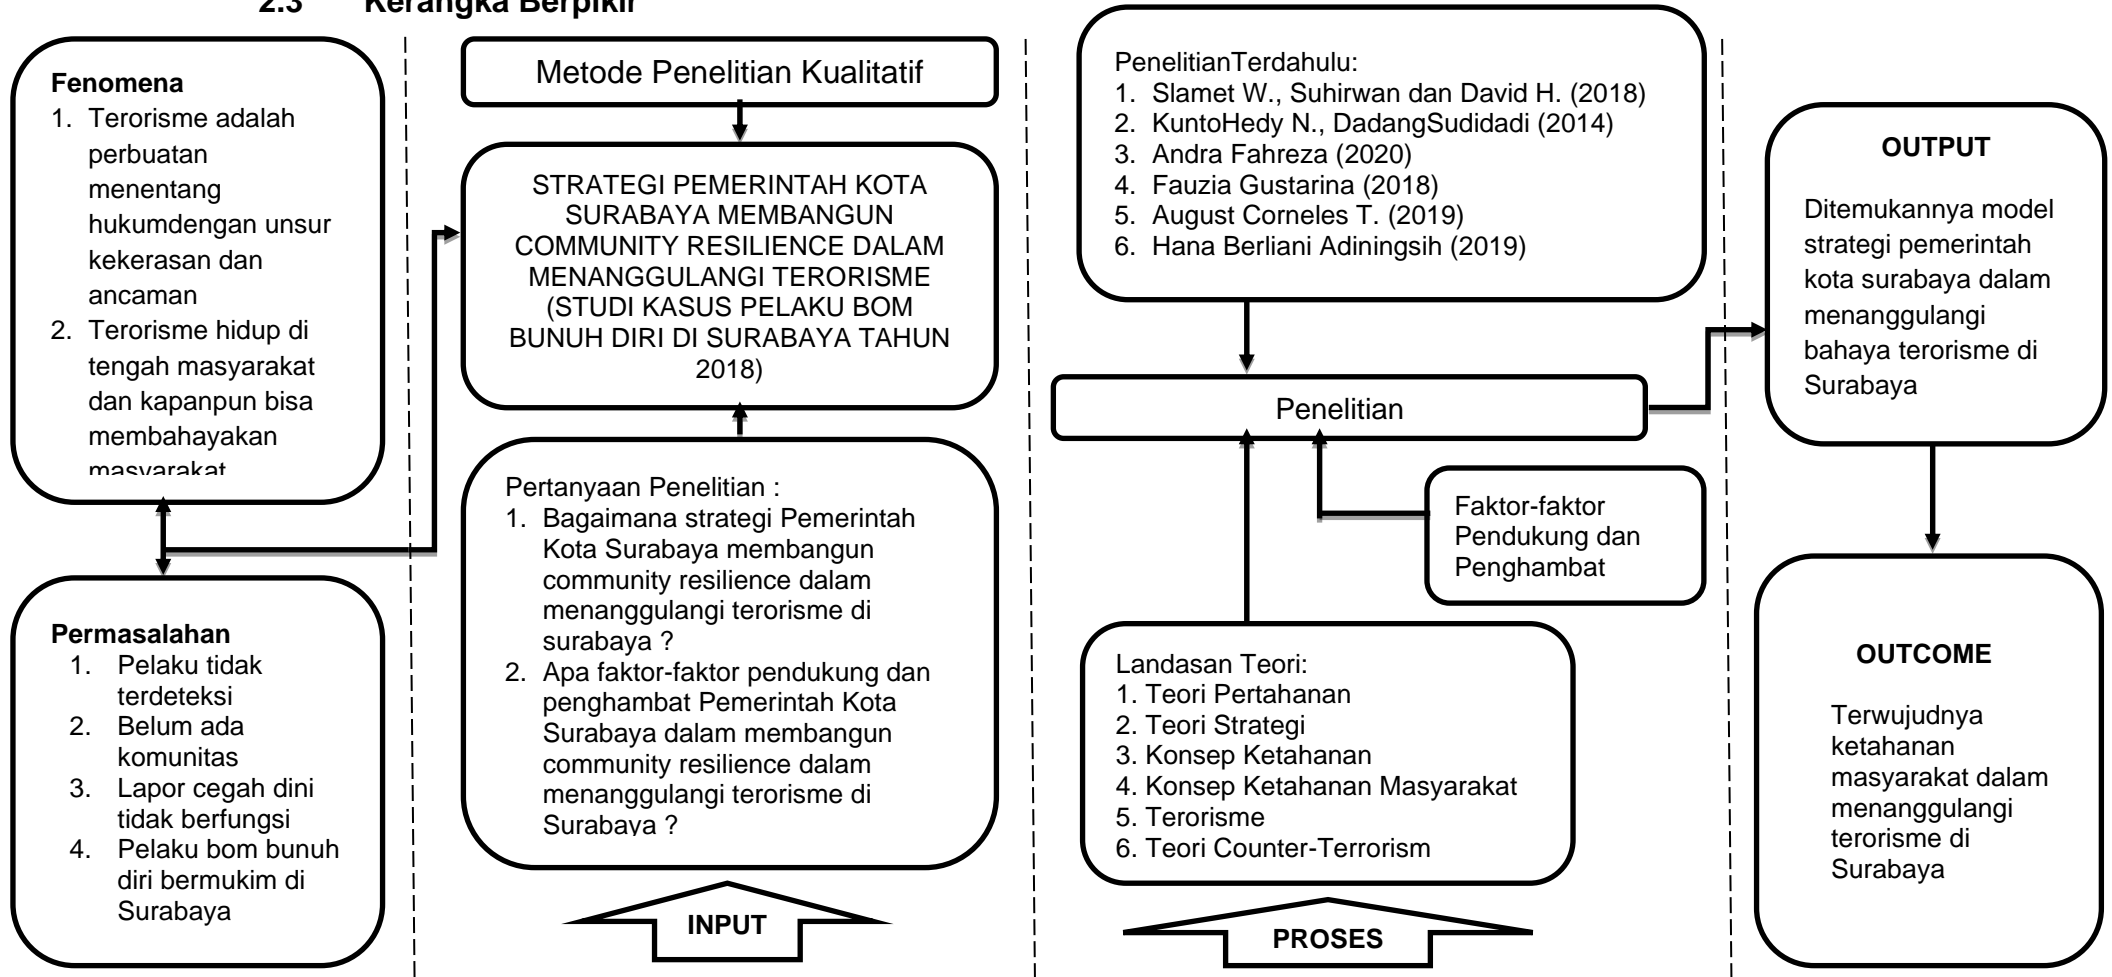 2.3 Kerangka Berpikir
Fenomena
1. Terorisme adalah
perbuatan
menentang
hukumdengan unsur
kekerasan dan
ancaman
2. Terorisme hidup di
tengah masyarakat
dan kapanpun bisa
membahayakan
masyarakat
Permasalahan
1. Pelaku tidak
terdeteksi
2. Belum ada
komunitas
3. Lapor cegah dini
tidak berfungsi
4. Pelaku bom bunuh
diri bermukim di
Surabaya
Metode Penelitian Kualitatif
STRATEGI PEMERINTAH KOTA
SURABAYA MEMBANGUN
COMMUNITY RESILIENCE DALAM
MENANGGULANGI TERORISME
(STUDI KASUS PELAKU BOM
BUNUH DIRI DI SURABAYA TAHUN
2018)
Pertanyaan Penelitian :
1. Bagaimana strategi Pemerintah
Kota Surabaya membangun
community resilience dalam
menanggulangi terorisme di
surabaya ?
2. Apa faktor-faktor pendukung dan
penghambat Pemerintah Kota
Surabaya dalam membangun
community resilience dalam
menanggulangi terorisme di
Surabaya ?
INPUT
PenelitianTerdahulu:
1. Slamet W., Suhirwan dan David H. (2018)
2. KuntoHedy N., DadangSudidadi (2014)
3. Andra Fahreza (2020)
4. Fauzia Gustarina (2018)
5. August Corneles T. (2019)
6. Hana Berliani Adiningsih (2019)
Penelitian
Faktor-faktor
Pendukung dan
Penghambat
Landasan Teori:
1. Teori Pertahanan
2. Teori Strategi
3. Konsep Ketahanan
4. Konsep Ketahanan Masyarakat
5. Terorisme
6. Teori Counter-Terrorism
PROSES
OUTPUT
Ditemukannya model
strategi pemerintah
kota surabaya dalam
menanggulangi
bahaya terorisme di
Surabaya
OUTCOME
Terwujudnya
ketahanan
masyarakat dalam
menanggulangi
terorisme di
Surabaya